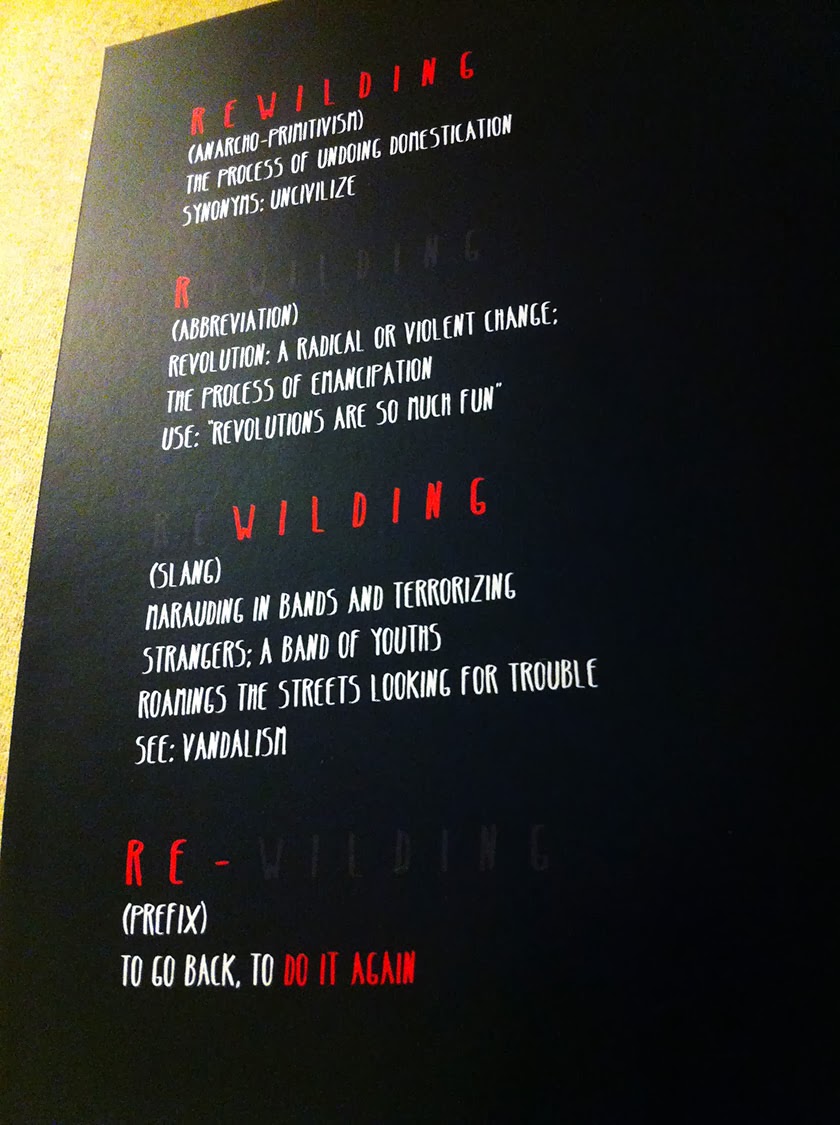 REWILDING
(ANARCHO-PRIMITIVISM)
THE PROCESS OF UNDOING DOMESTICATION
SYNONYMS: UNCIVILIZE
REWILDING
(ABBREVIATION)
REVOLUTION: A RADICAL OR VIOLENT CHANGE;
THE PROCESS OF EMANCIPATION
USE: "REVOLUTIONS ARE SO MUCH FUN"
REWILDING
(SLANG)
MARAUDING IN BANDS AND TERRORIZING
STRANGERS; A BAND OF YOUTHS
ROAMINGS THE STREETS LOOKING FOR TROUBLE
SEE: VANDALISM
RE-WILDING
(PREFIX)
TO GO BACK, TO DO IT AGAIN